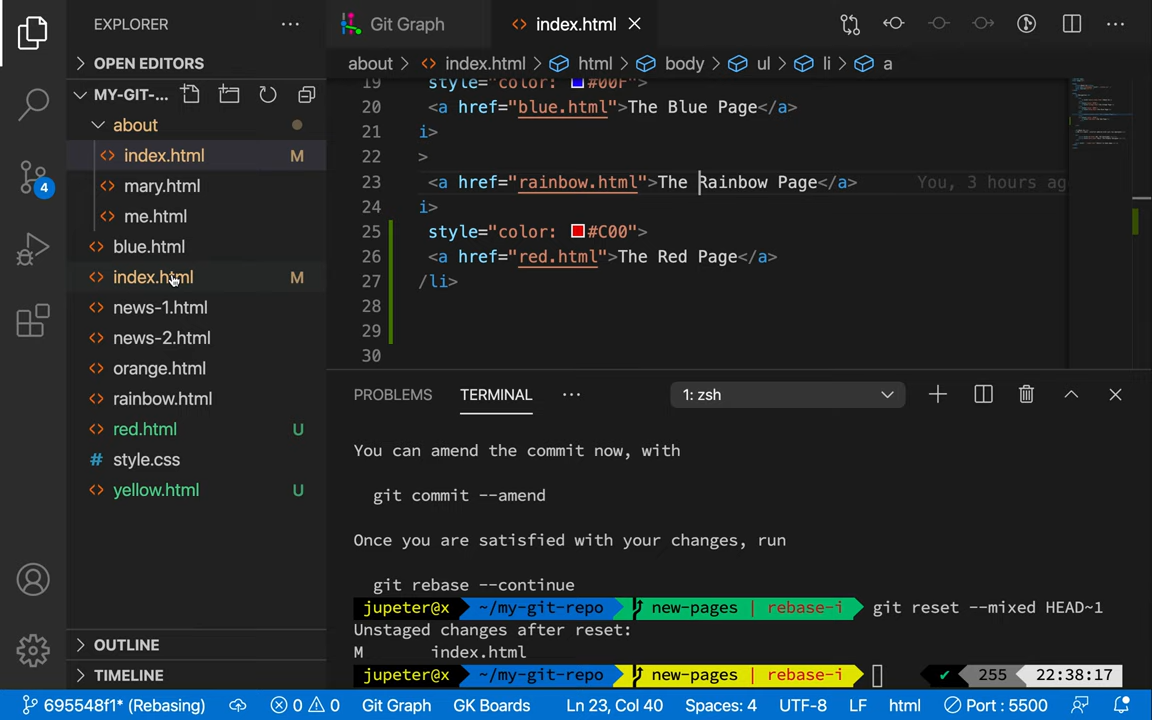 EXPLORER
OPEN EDITORS
MY-GIT-...
about
index.html M
mary.html
me.html
blue.html
index.html M
news-1.html
news-2.html
orange.html
rainbow.html
red.html U
# style.css
yellow.html U
OUTLINE
TIMELINE
4
Git Graph
index.html
about > index.html > html > body > ul > li > a
19 style="color: #00F">
20 <a href="blue.html">The Blue Page</a>
21 i>
22 >
23 <a href="rainbow.html">The Rainbow Page</a> You, 3 hours ag
24 i>
25 style="color: #C00">
26 <a href="red.html">The Red Page</a>
27 /li>
28
29
30
PROBLEMS TERMINAL ... 1: zsh
You can amend the commit now, with
git commit --amend
Once you are satisfied with your changes, run
git rebase --continue
jupeter@x ~/my-git-repo new-pages | rebase-i git reset --mixed HEAD~1
Unstaged changes after reset:
M index.html
jupeter@x ~/my-git-repo new-pages | rebase-i ✔ 255 22:38:17
695548f1* (Rebasing) 0 0 Git Graph GK Boards Ln 23, Col 40 Spaces: 4 UTF-8 LF html Port : 5500